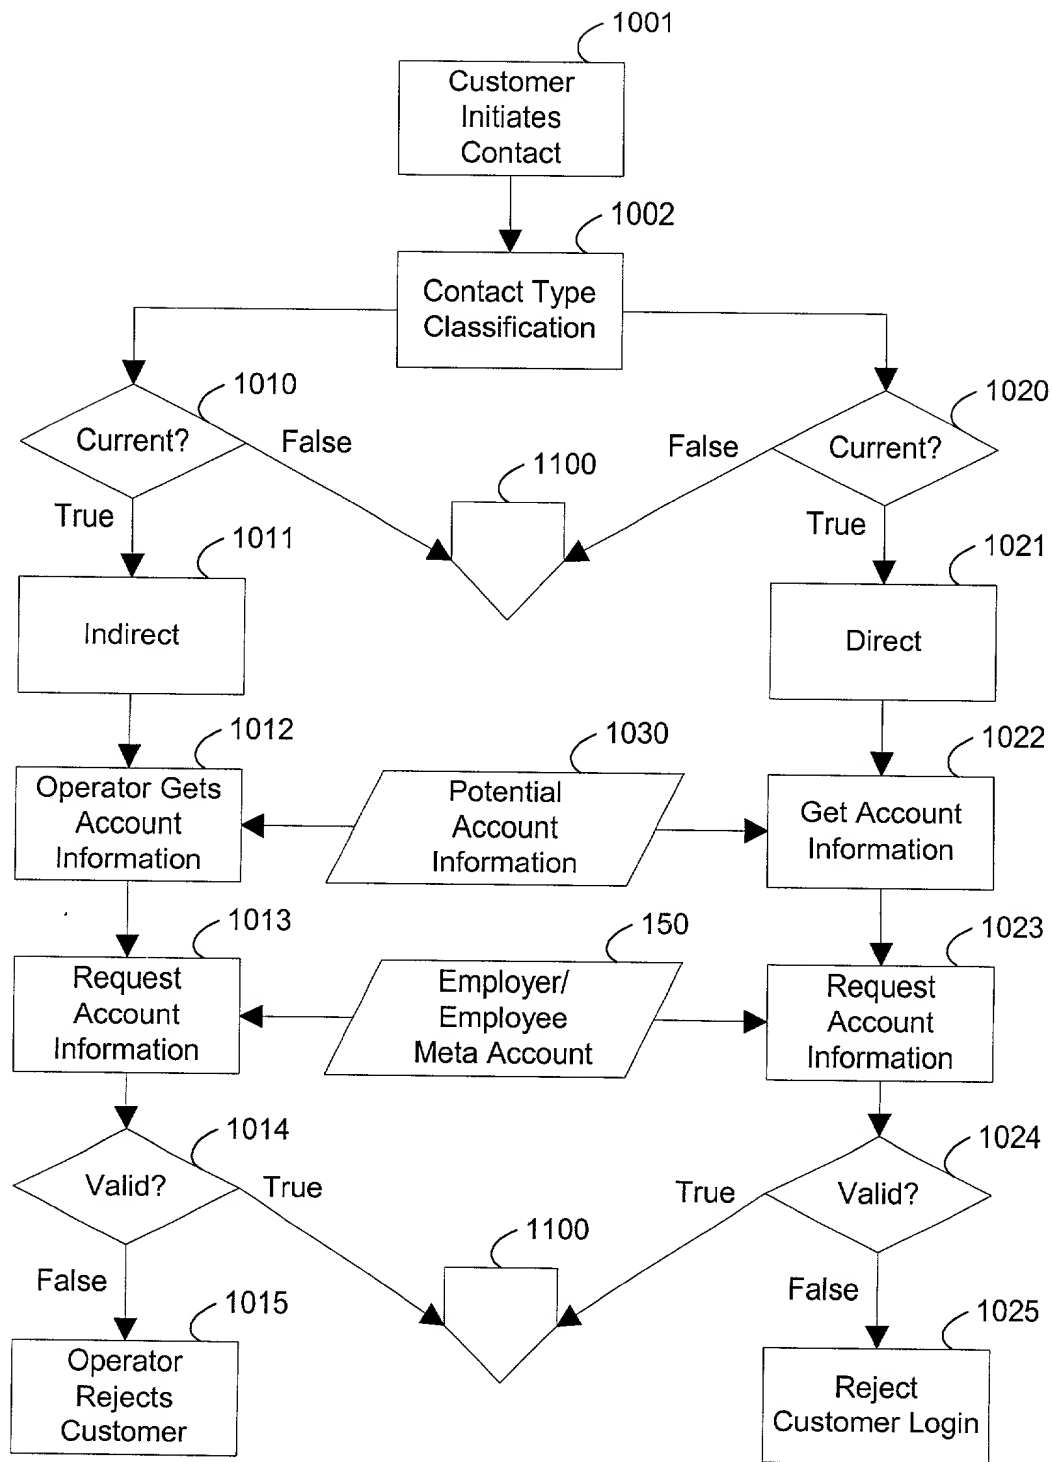 1001
Customer
Initiates
Contact
1002
Contact Type
Classification
1010
Current?
False
True
1020
Current?
False
True
1100
1011
Indirect
1021
Direct
1012
Operator Gets
Account
Information
1030
Potential
Account
Information
1022
Get Account
Information
1013
Request
Account
Information
150
Employer/
Employee
Meta Account
1023
Request
Account
Information
1014
Valid?
True
False
1024
Valid?
True
False
1100
1015
Operator
Rejects
Customer
1025
Reject
Customer Login